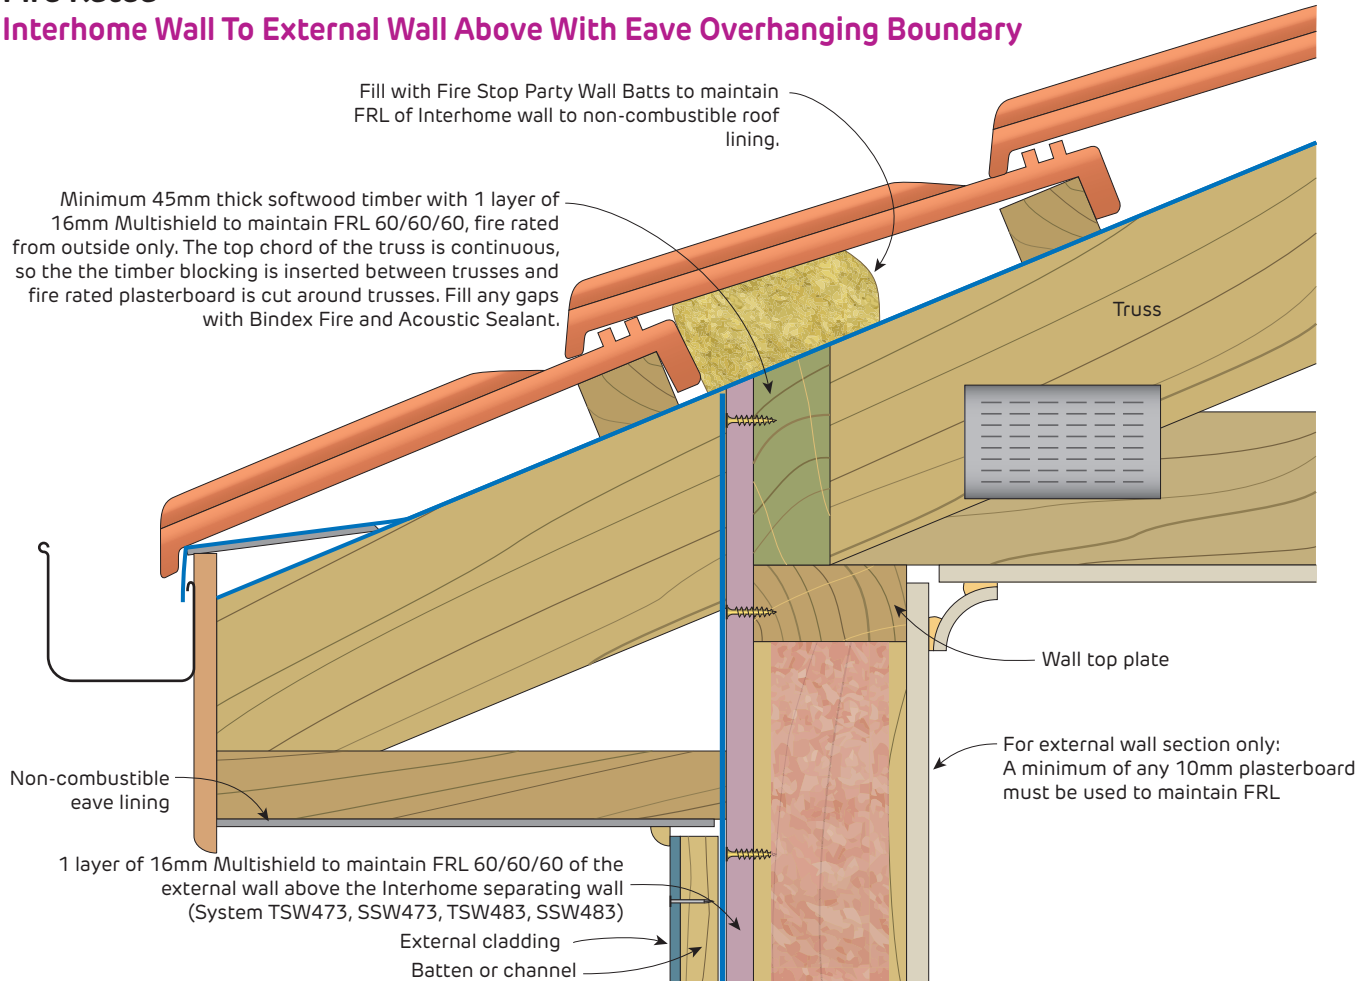 Interhome Wall To External Wall Above With Eave Overhanging Boundary
Fill with Fire Stop Party Wall Batts to maintain
FRL of Interhome wall to non-combustible roof
lining.
Minimum 45mm thick softwood timber with 1 layer of
16mm Multishield to maintain FRL 60/60/60, fire rated
from outside only. The top chord of the truss is continuous,
so the the timber blocking is inserted between trusses and
fire rated plasterboard is cut around trusses. Fill any gaps
with Bindex Fire and Acoustic Sealant.
Truss
Wall top plate
For external wall section only:
A minimum of any 10mm plasterboard
must be used to maintain FRL
Non-combustible
eave lining
1 layer of 16mm Multishield to maintain FRL 60/60/60 of the
external wall above the Interhome separating wall
(System TSW473, SSW473, TSW483, SSW483)
External cladding
Batten or channel